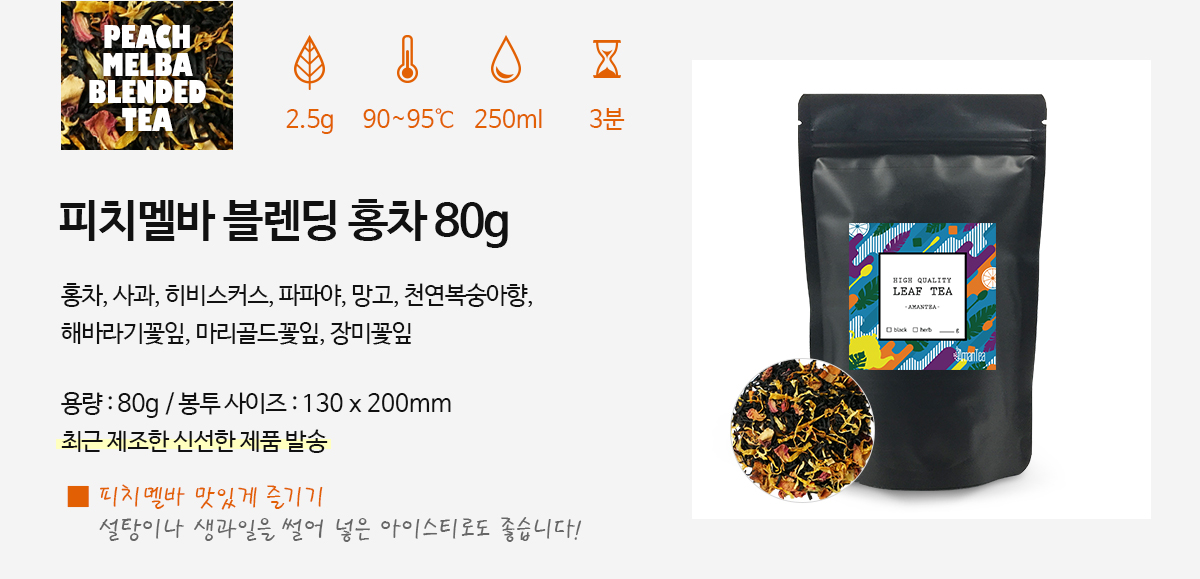 PEACH
MELBA
BLENDED
TEA
2.5g 90~95℃ 250ml 3분
피치멜바 블렌딩 홍차 80g
홍차, 사과, 히비스커스, 파파야, 망고, 천연복숭아향,
해바라기꽃잎, 마리골드꽃잎, 장미꽃잎
용량 : 80g / 봉투 사이즈 : 130 x 200mm
최근 제조한 신선한 제품 발송
■ 피치멜바 맛있게 즐기기
설탕이나 생과일을 썰어 넣은 아이스티로도 좋습니다!
HIGH QUALITY
LEAF TEA
-AMANTEA-
□ black □ herb ____ g
AmanTea